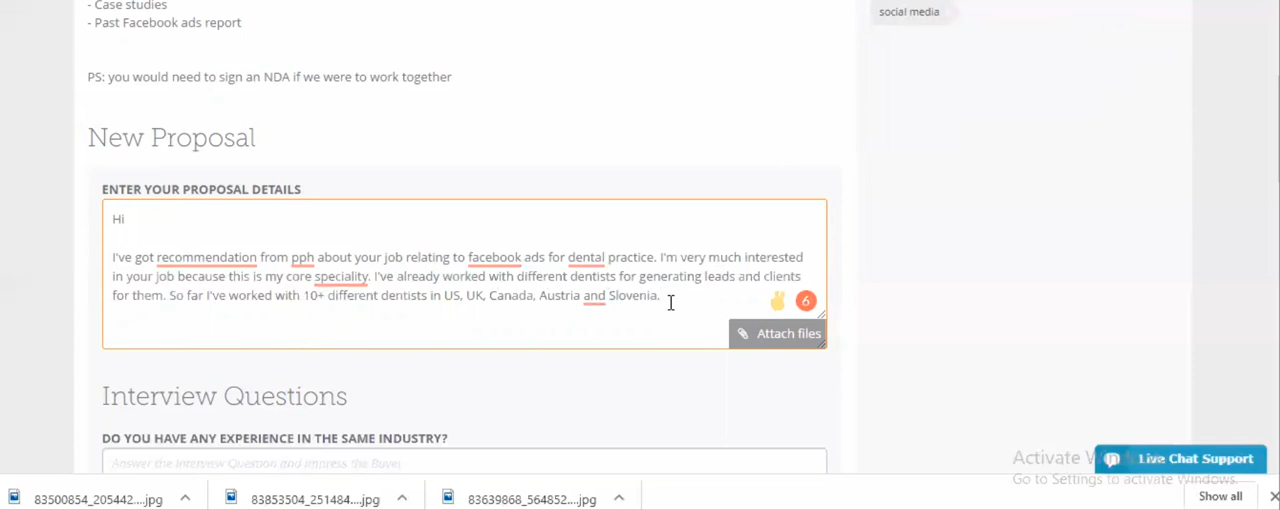 - Case studies
- Past Facebook ads report
social media
PS: you would need to sign an NDA if we were to work together
New Proposal
ENTER YOUR PROPOSAL DETAILS
Hi
I've got recommendation from pph about your job relating to facebook ads for dental practice. I'm very much interested
in your job because this is my core speciality. I've already worked with different dentists for generating leads and clients
for them. So far I've worked with 10+ different dentists in US, UK, Canada, Austria and Slovenia.
6
Attach files
Interview Questions
DO YOU HAVE ANY EXPERIENCE IN THE SAME INDUSTRY?
Answer the Interview Question and impress the Buyer
Activate W
Live Chat Support
Go to Settings to activate Windows.
83500854_205442....jpg
83853504_251484....jpg
83639868_564852....jpg
Show all